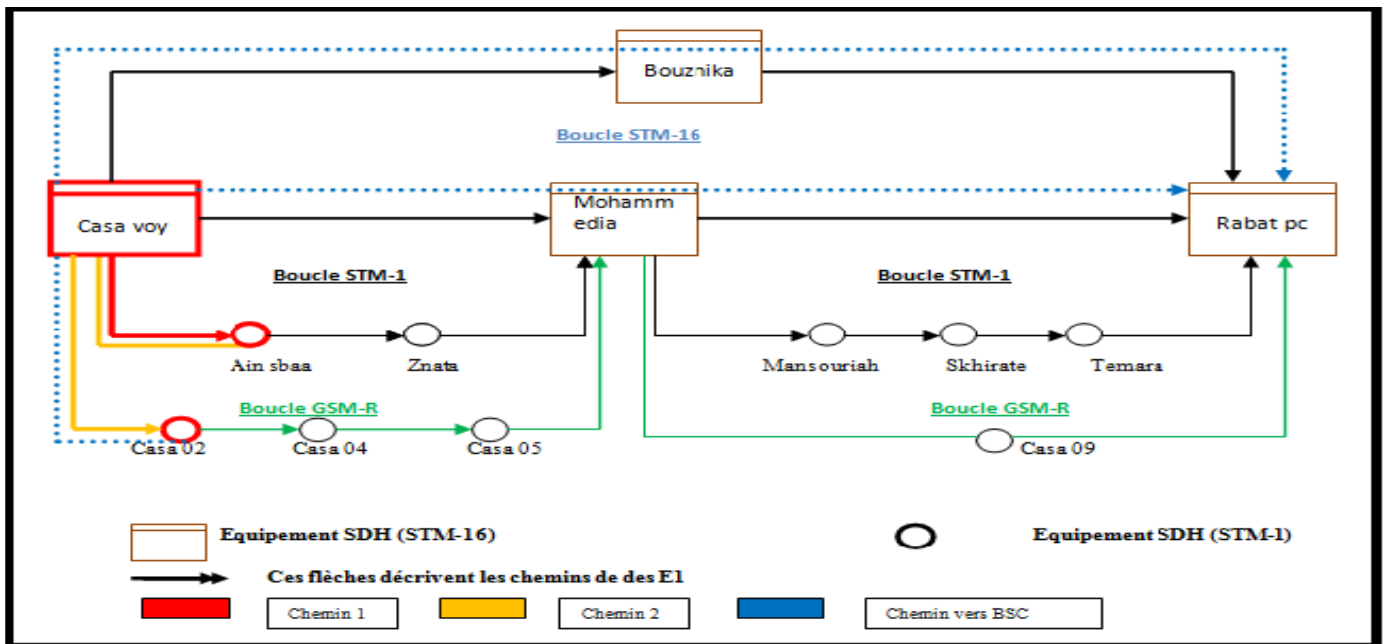 Bouznika
Boucle STM-16
Casa voy
Mohamm
edia
Rabat pc
Boucle STM-1
Boucle STM-1
Ain sbaa
Znata
Mansouriah
Skhirate
Temara
Boucle GSM-R
Boucle GSM-R
Casa 02
Casa 04
Casa 05
Casa 09
Equipement SDH (STM-16)
Equipement SDH (STM-1)
Ces flèches décrivent les chemins de des E1
Chemin 1
Chemin 2
Chemin vers BSC